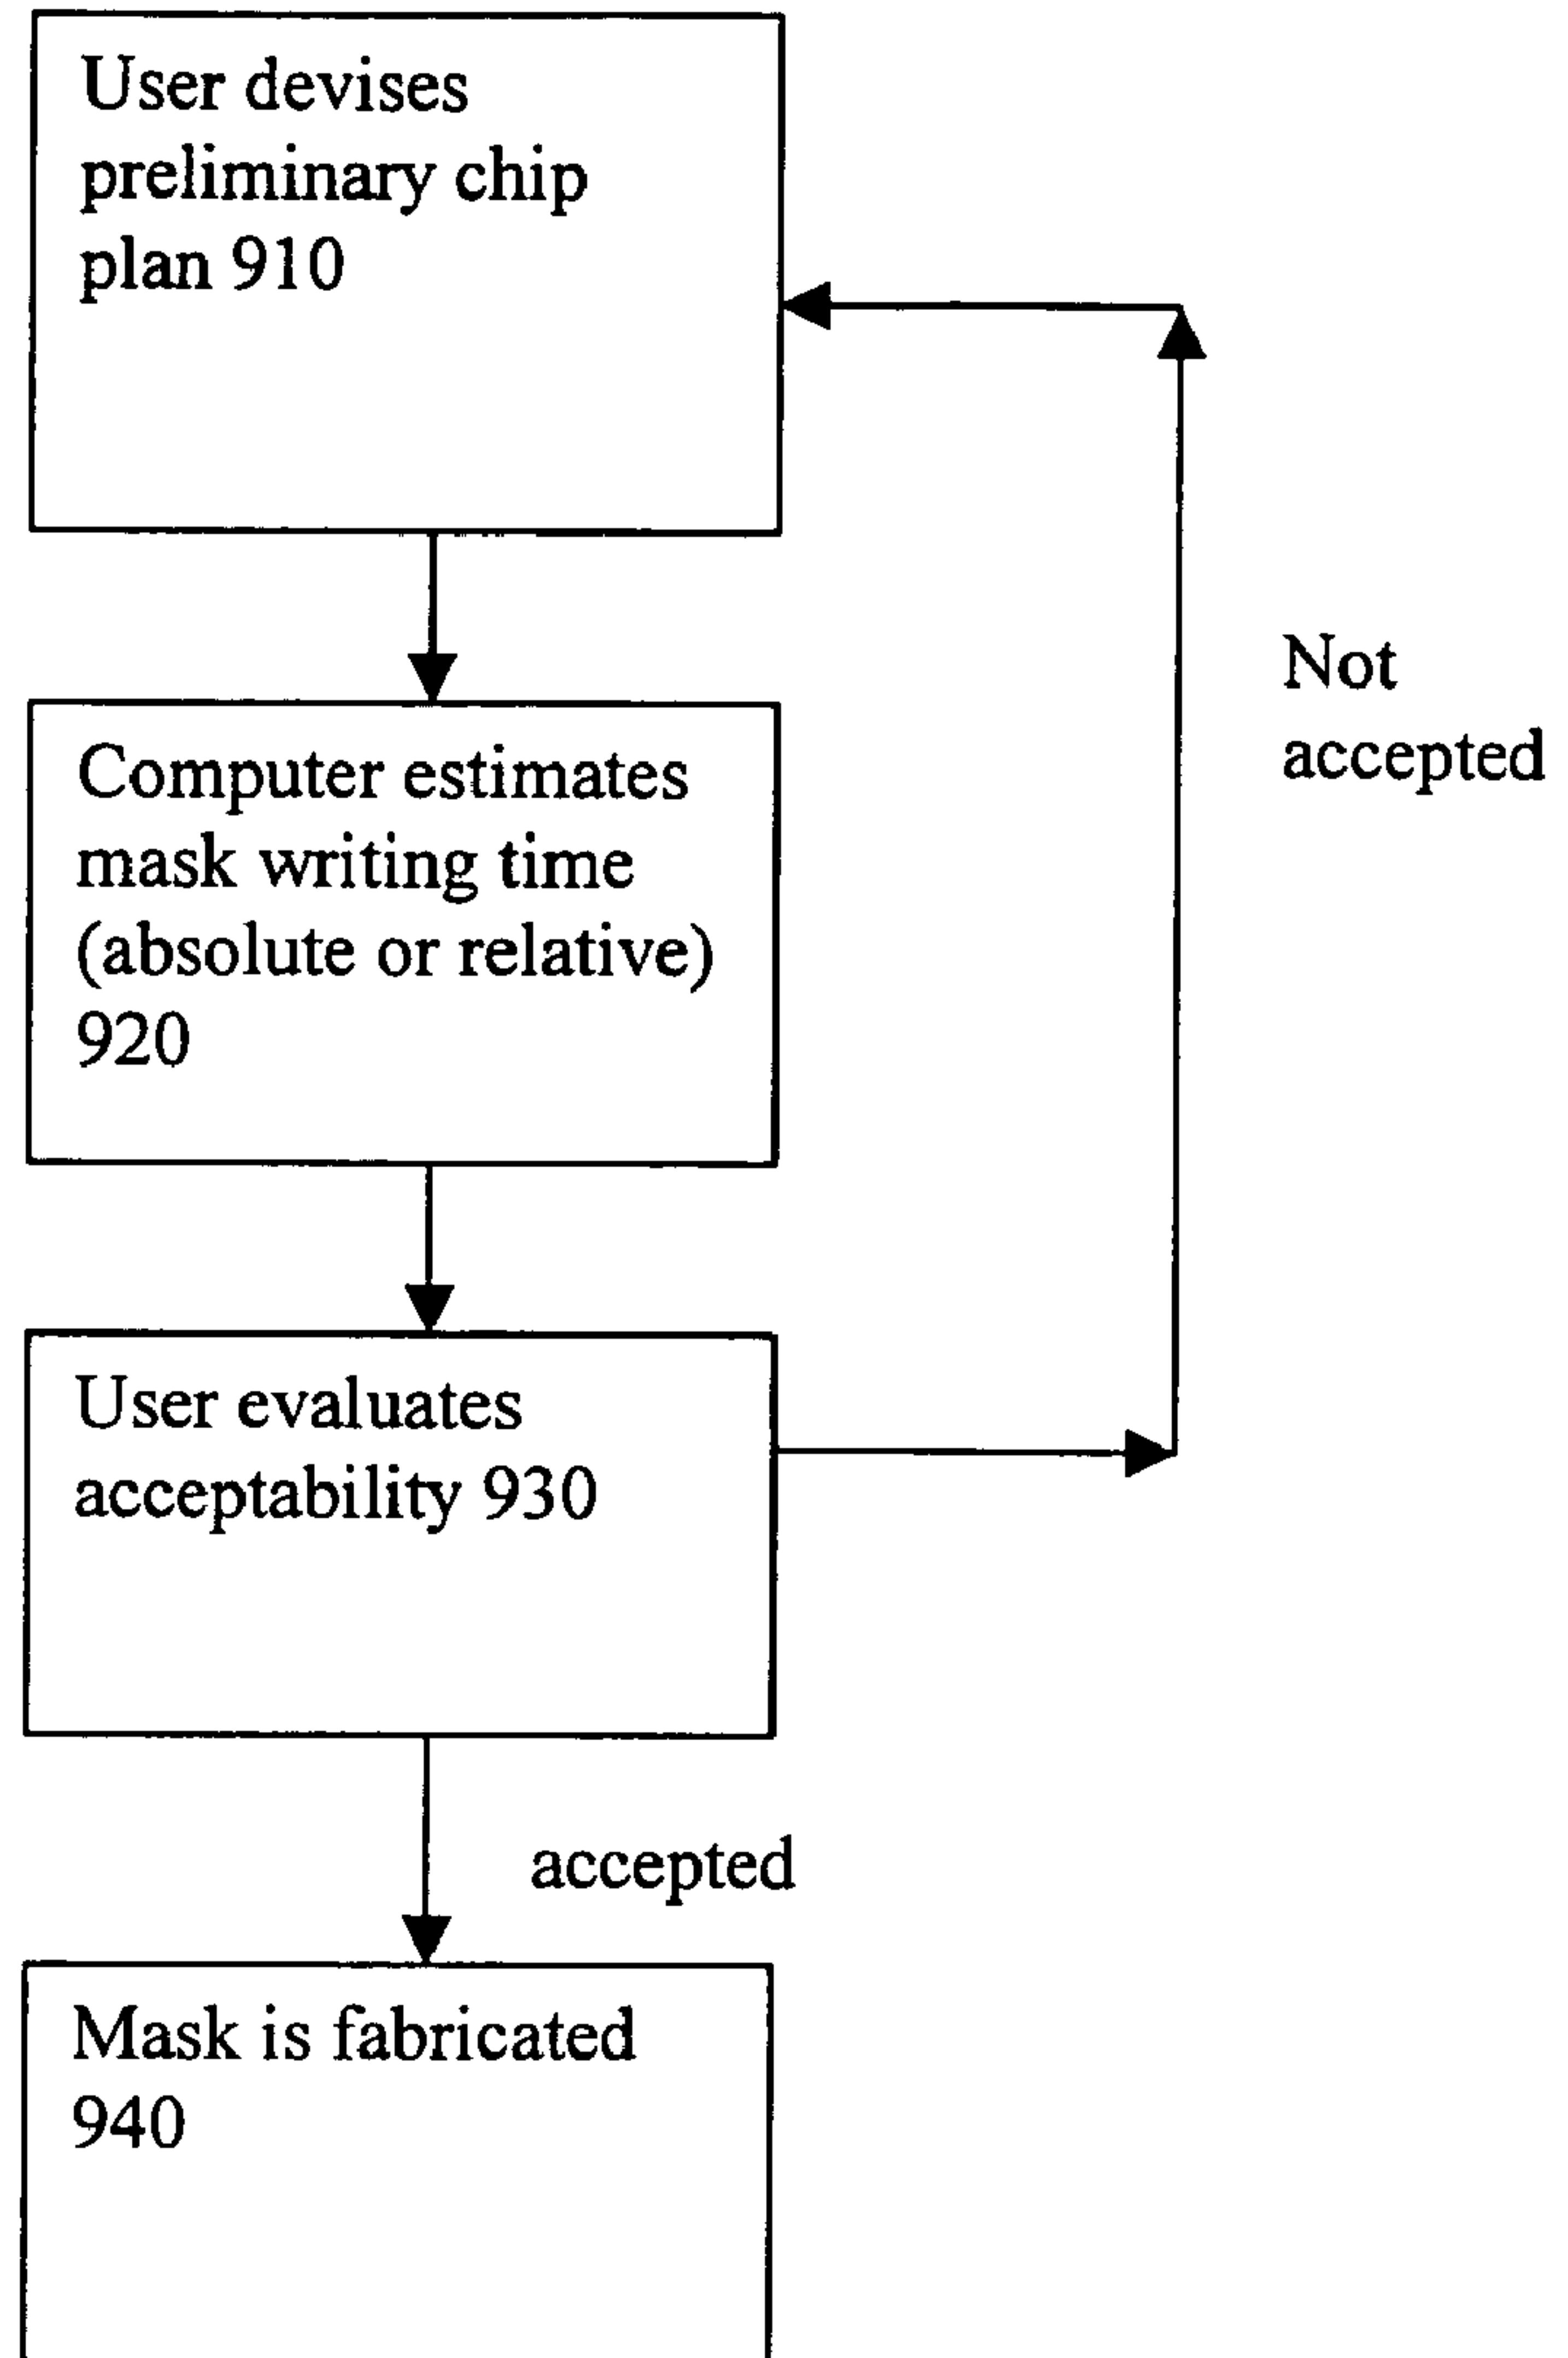 User devises
preliminary chip
plan 910
Not
accepted
Computer estimates
mask writing time
(absolute or relative)
920
User evaluates
acceptability 930
accepted
Mask is fabricated
940